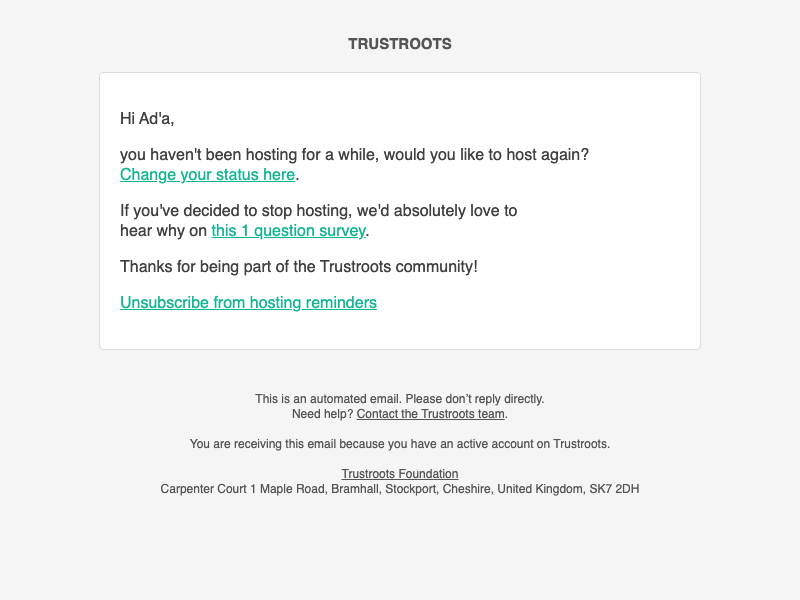 TRUSTROOTS
Hi Ad'a,
you haven't been hosting for a while, would you like to host again?
Change your status here.
If you've decided to stop hosting, we'd absolutely love to
hear why on this 1 question survey.
Thanks for being part of the Trustroots community!
Unsubscribe from hosting reminders
This is an automated email. Please don’t reply directly.
Need help? Contact the Trustroots team.
You are receiving this email because you have an active account on Trustroots.
Trustroots Foundation
Carpenter Court 1 Maple Road, Bramhall, Stockport, Cheshire, United Kingdom, SK7 2DH